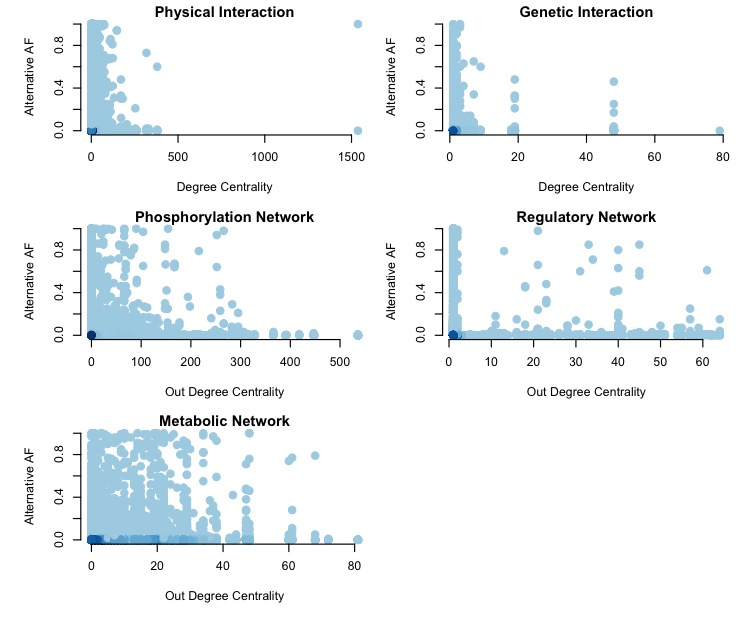 Physical Interaction
Alternative AF
0.0 0.4 0.8
0 500 1000 1500
Degree Centrality
Genetic Interaction
Alternative AF
0.0 0.4 0.8
0 20 40 60 80
Degree Centrality
Phosphorylation Network
Alternative AF
0.0 0.4 0.8
0 100 200 300 400 500
Out Degree Centrality
Regulatory Network
Alternative AF
0.0 0.4 0.8
0 10 20 30 40 50 60
Out Degree Centrality
Metabolic Network
Alternative AF
0.0 0.4 0.8
0 20 40 60 80
Out Degree Centrality